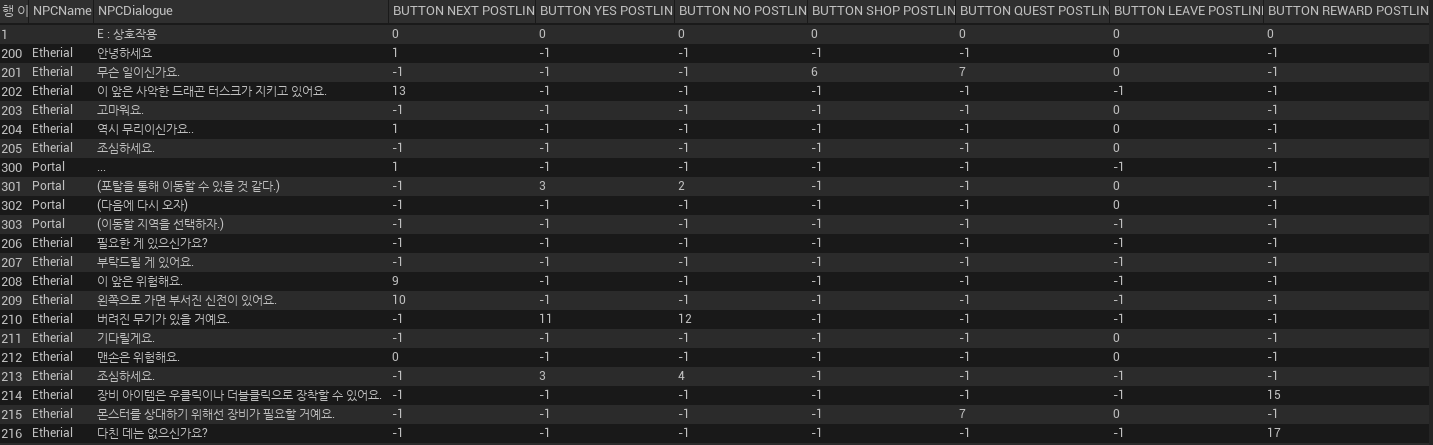 행 이 NPCName NPCDialogue BUTTON NEXT POSTLIN BUTTON YES POSTLIN BUTTON NO POSTLIN BUTTON SHOP POSTLIN BUTTON QUEST POSTLIN BUTTON LEAVE POSTLIN BUTTON REWARD POSTLIN
1 E : 상호작용 0 0 0 0 0 0 0
200 Etherial 안녕하세요 1 -1 -1 -1 -1 0 -1
201 Etherial 무슨 일이신가요. -1 -1 -1 6 7 0 -1
202 Etherial 이 앞은 사악한 드래곤 터스크가 지키고 있어요. 13 -1 -1 -1 -1 -1 -1
203 Etherial 고마워요. -1 -1 -1 -1 -1 0 -1
204 Etherial 역시 무리이신가요.. 1 -1 -1 -1 -1 0 -1
205 Etherial 조심하세요. -1 -1 -1 -1 -1 0 -1
300 Portal ... 1 -1 -1 -1 -1 -1 -1
301 Portal (포탈을 통해 이동할 수 있을 것 같다.) -1 3 2 -1 -1 0 -1
302 Portal (다음에 다시 오자) -1 -1 -1 -1 -1 0 -1
303 Portal (이동할 지역을 선택하자.) -1 -1 -1 -1 -1 -1 -1
206 Etherial 필요한 게 있으신가요? -1 -1 -1 -1 -1 -1 -1
207 Etherial 부탁드릴 게 있어요. -1 -1 -1 -1 -1 -1 -1
208 Etherial 이 앞은 위험해요. 9 -1 -1 -1 -1 -1 -1
209 Etherial 왼쪽으로 가면 부서진 신전이 있어요. 10 -1 -1 -1 -1 -1 -1
210 Etherial 버려진 무기가 있을 거예요. -1 11 12 -1 -1 -1 -1
211 Etherial 기다릴게요. -1 -1 -1 -1 -1 0 -1
212 Etherial 맨손은 위험해요. 0 -1 -1 -1 -1 0 -1
213 Etherial 조심하세요. -1 3 4 -1 -1 -1 -1
214 Etherial 장비 아이템은 우클릭이나 더블클릭으로 장착할 수 있어요. -1 -1 -1 -1 -1 -1 15
215 Etherial 몬스터를 상대하기 위해선 장비가 필요할 거예요. -1 -1 -1 -1 7 0 -1
216 Etherial 다친 데는 없으신가요? -1 -1 -1 -1 -1 -1 17